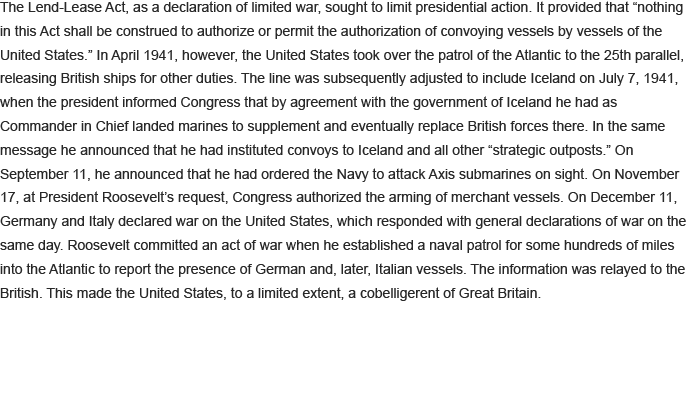 The Lend-Lease Act, as a declaration of limited war, sought to limit presidential action. It provided that “nothing
in this Act shall be construed to authorize or permit the authorization of convoying vessels by vessels of the
United States.” In April 1941, however, the United States took over the patrol of the Atlantic to the 25th parallel,
releasing British ships for other duties. The line was subsequently adjusted to include Iceland on July 7, 1941,
when the president informed Congress that by agreement with the government of Iceland he had as
Commander in Chief landed marines to supplement and eventually replace British forces there. In the same
message he announced that he had instituted convoys to Iceland and all other “strategic outposts.” On
September 11, he announced that he had ordered the Navy to attack Axis submarines on sight. On November
17, at President Roosevelt’s request, Congress authorized the arming of merchant vessels. On December 11,
Germany and Italy declared war on the United States, which responded with general declarations of war on the
same day. Roosevelt committed an act of war when he established a naval patrol for some hundreds of miles
into the Atlantic to report the presence of German and, later, Italian vessels. The information was relayed to the
British. This made the United States, to a limited extent, a cobelligerent of Great Britain.